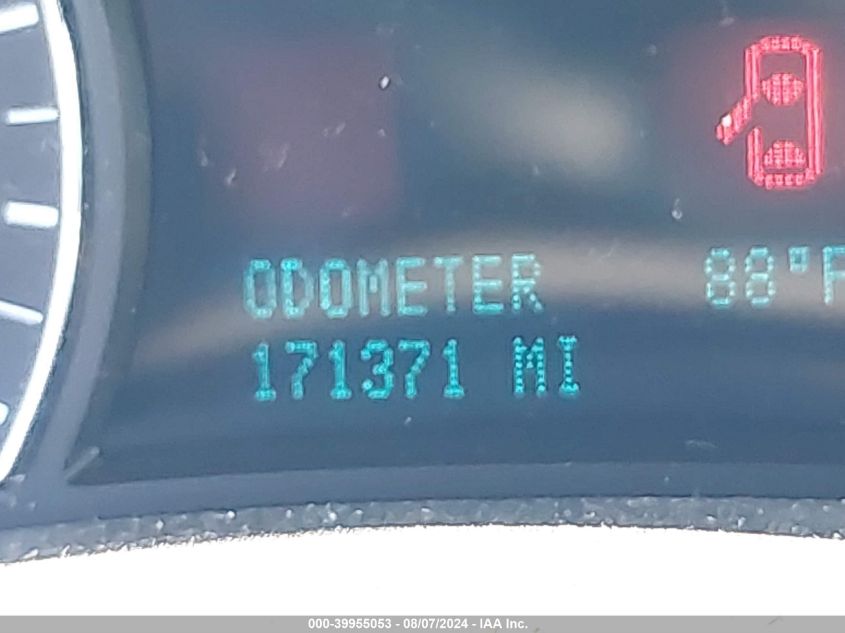 ODOMETER 88°F
171371 MI
000-39955053 - 08/07/2024 - IAA Inc.